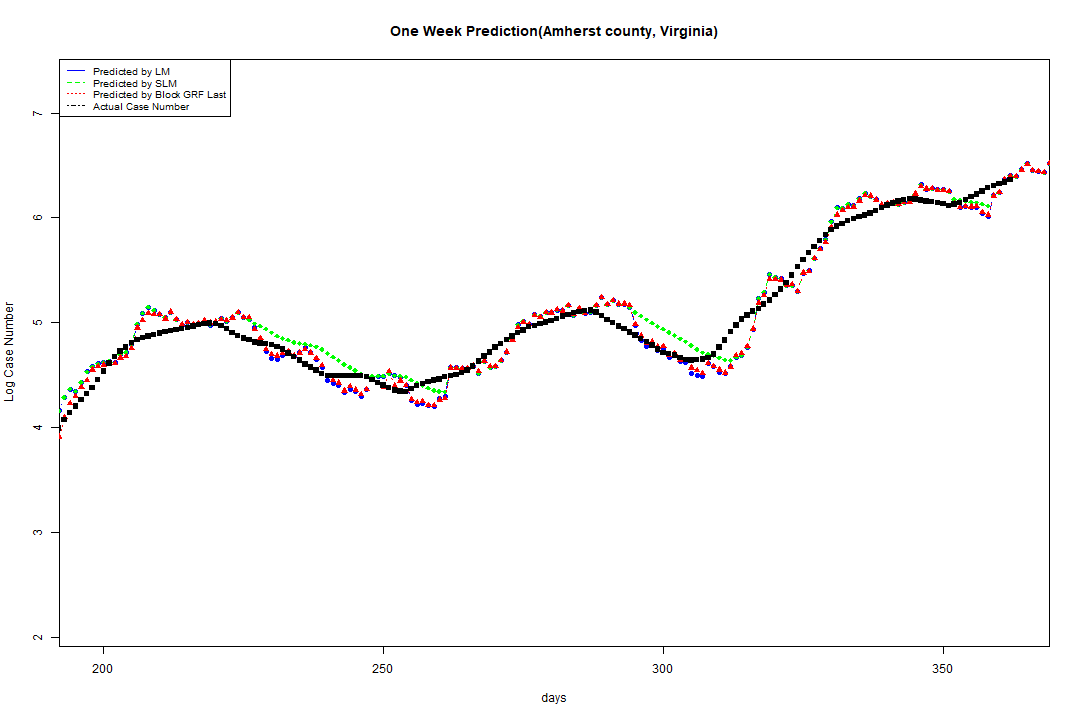 One Week Prediction(Amherst county, Virginia)
Predicted by LM
Predicted by SLM
Predicted by Block GRF Last
Actual Case Number
7
6
5
4
3
2
Log Case Number
200
250
300
350
days